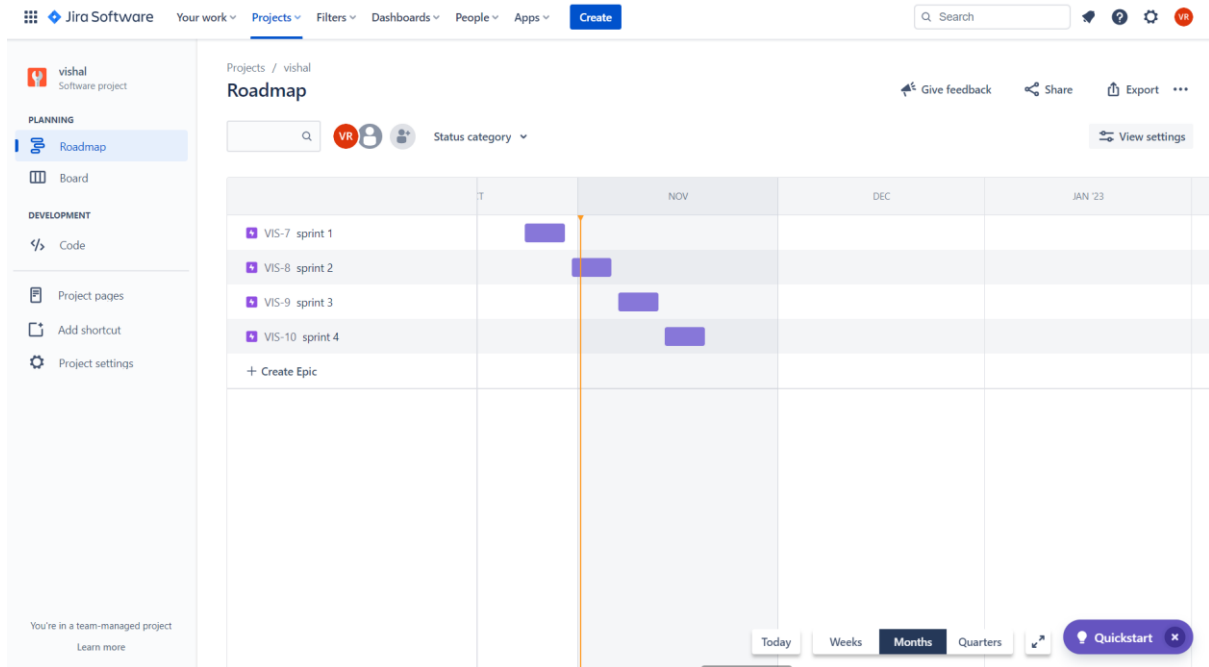 Jira Software Your work Projects Filters Dashboards People Apps Create Search VR
vishal
Software project
PLANNING
Roadmap
Board
DEVELOPMENT
Code
Project pages
Add shortcut
Project settings
You're in a team-managed project
Learn more
Projects / vishal
Roadmap
Give feedback Share Export
VR Status category View settings
T NOV DEC JAN '23
VIS-7 sprint 1
VIS-8 sprint 2
VIS-9 sprint 3
VIS-10 sprint 4
+ Create Epic
Today Weeks Months Quarters Quickstart